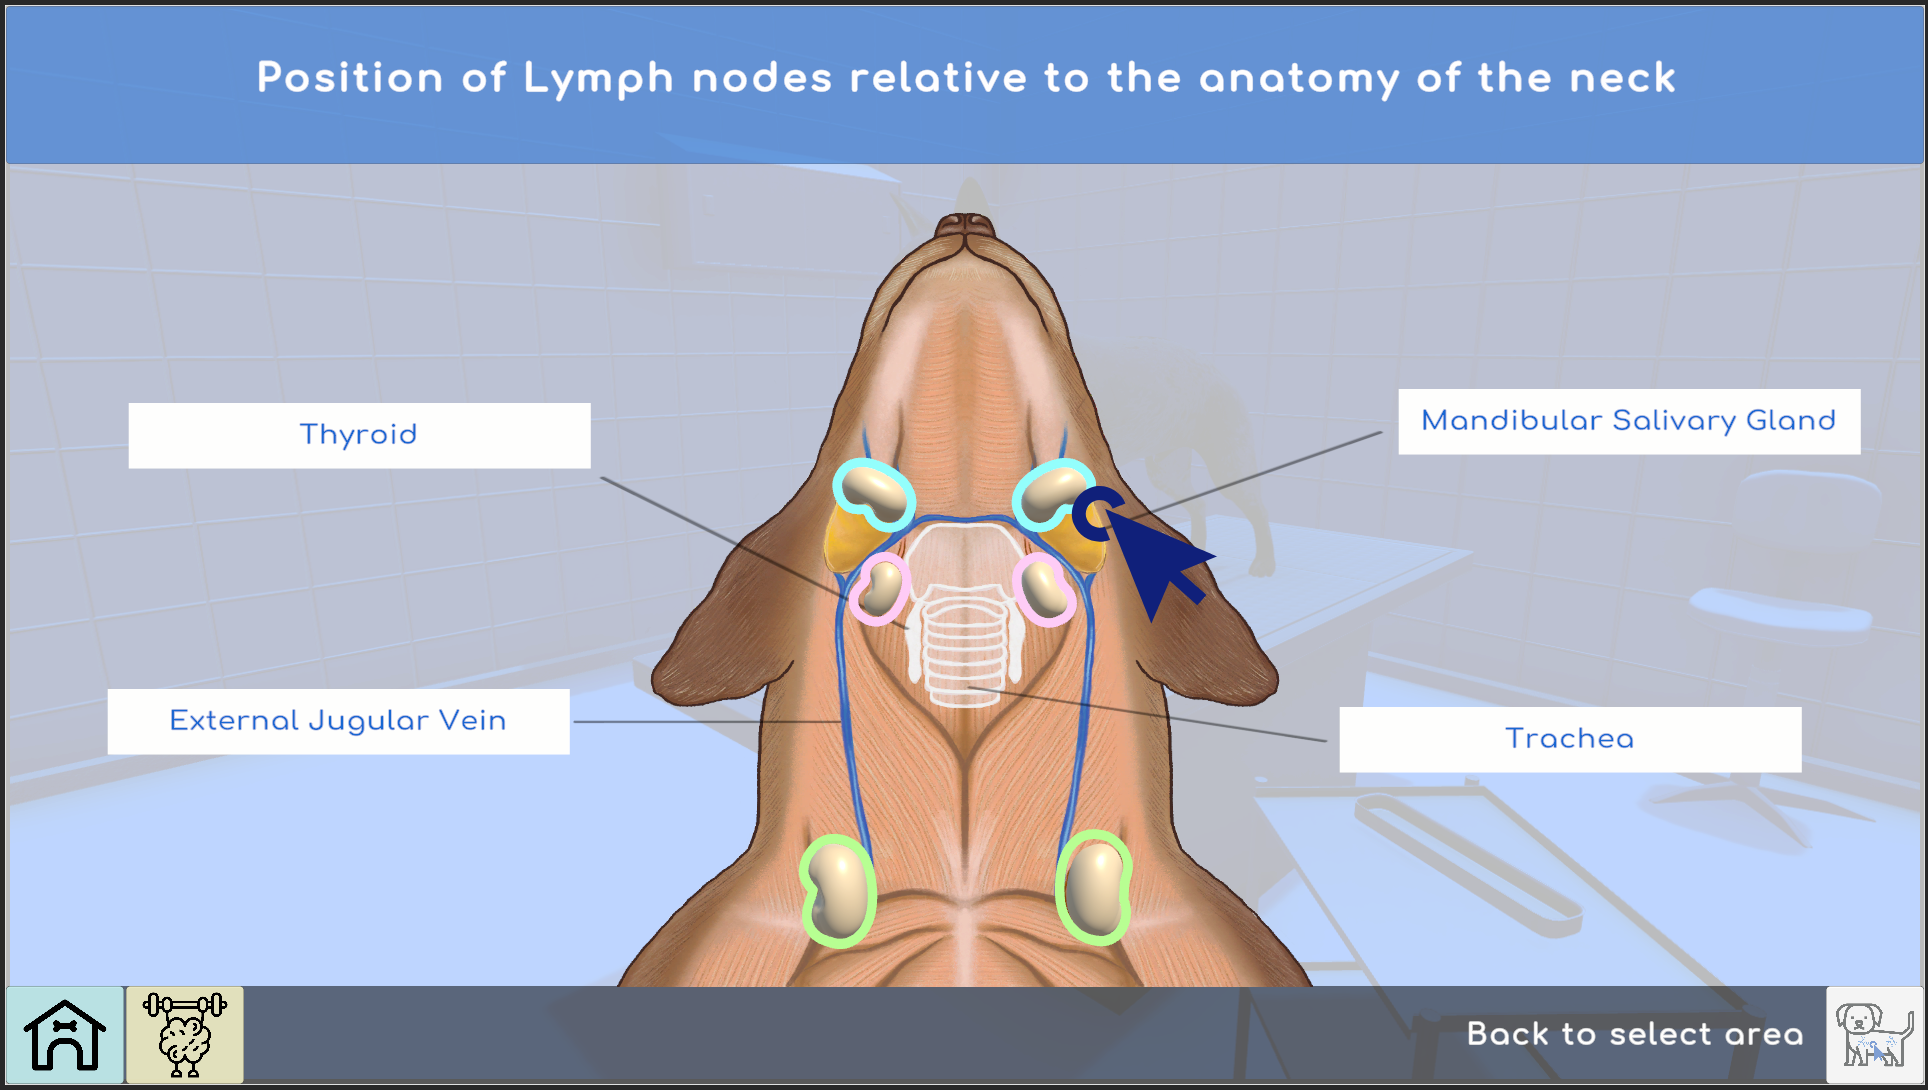 Position of Lymph nodes relative to the anatomy of the neck
Thyroid
Mandibular Salivary Gland
External Jugular Vein
Trachea
Back to select area